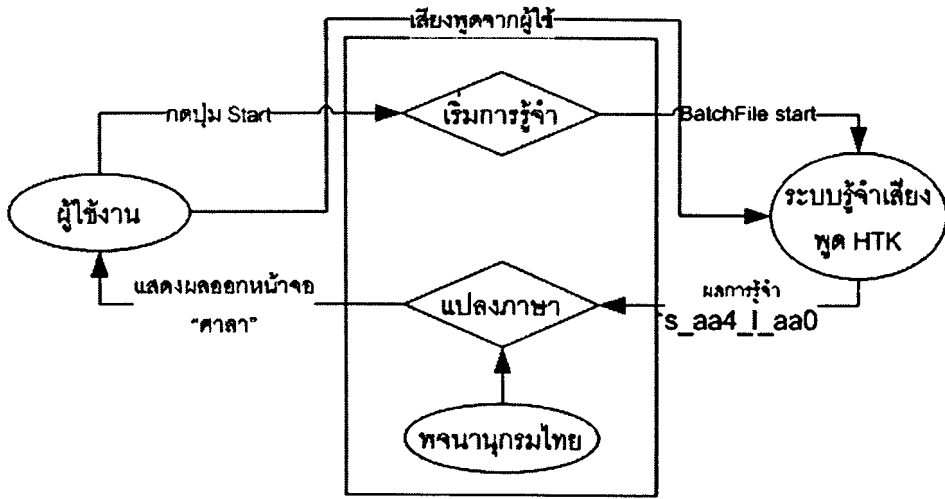 เสียงพูดจากผู้ใช้
กดปุ่ม Start
เริ่มการรู้จำ
BatchFile start
ผู้ใช้งาน
ระบบรู้จำเสียง
พูด HTK
แสดงผลออกหน้าจอ
"ศาลา"
แปลงภาษา
ผลการรู้จำ
"s_aa4_l_aa0
พจนานุกรมไทย